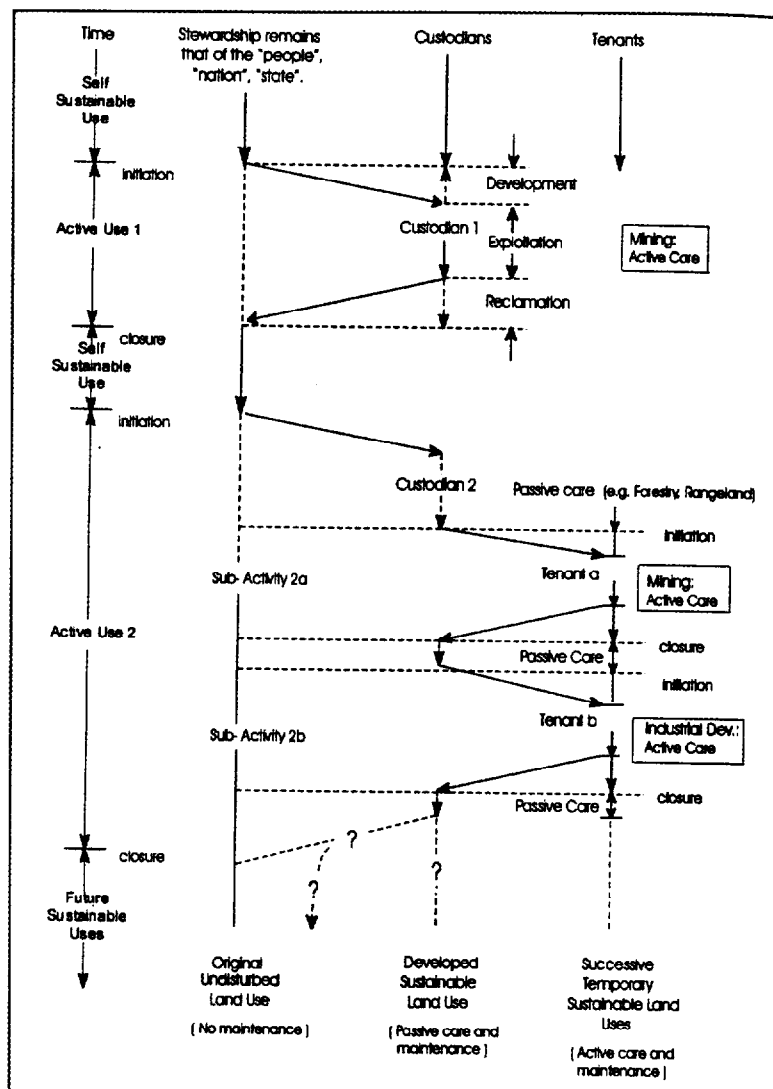 Time
Stewardship remains
that of the "people",
"nation", "state".
Custodians
Tenants
Self
Sustainable
Use
initiation
Development
Active Use 1
Custodian 1
Exploitation
Mining:
Active Care
Reclamation
closure
Self
Sustainable
Use
initiation
Custodian 2
Passive care (e.g. Forestry, Rangeland)
initiation
Sub-Activity 2a
Tenant a
Mining:
Active Care
Active Use 2
closure
Passive Care
initiation
Sub-Activity 2b
Tenant b
Industrial Dev.:
Active Care
closure
Passive Care
closure
?
?
?
Future
Sustainable
Uses
Original
Undisturbed
Land Use
( No maintenance )
Developed
Sustainable
Land Use
( Passive care and
maintenance )
Successive
Temporary
Sustainable Land
Uses
( Active care and
maintenance )